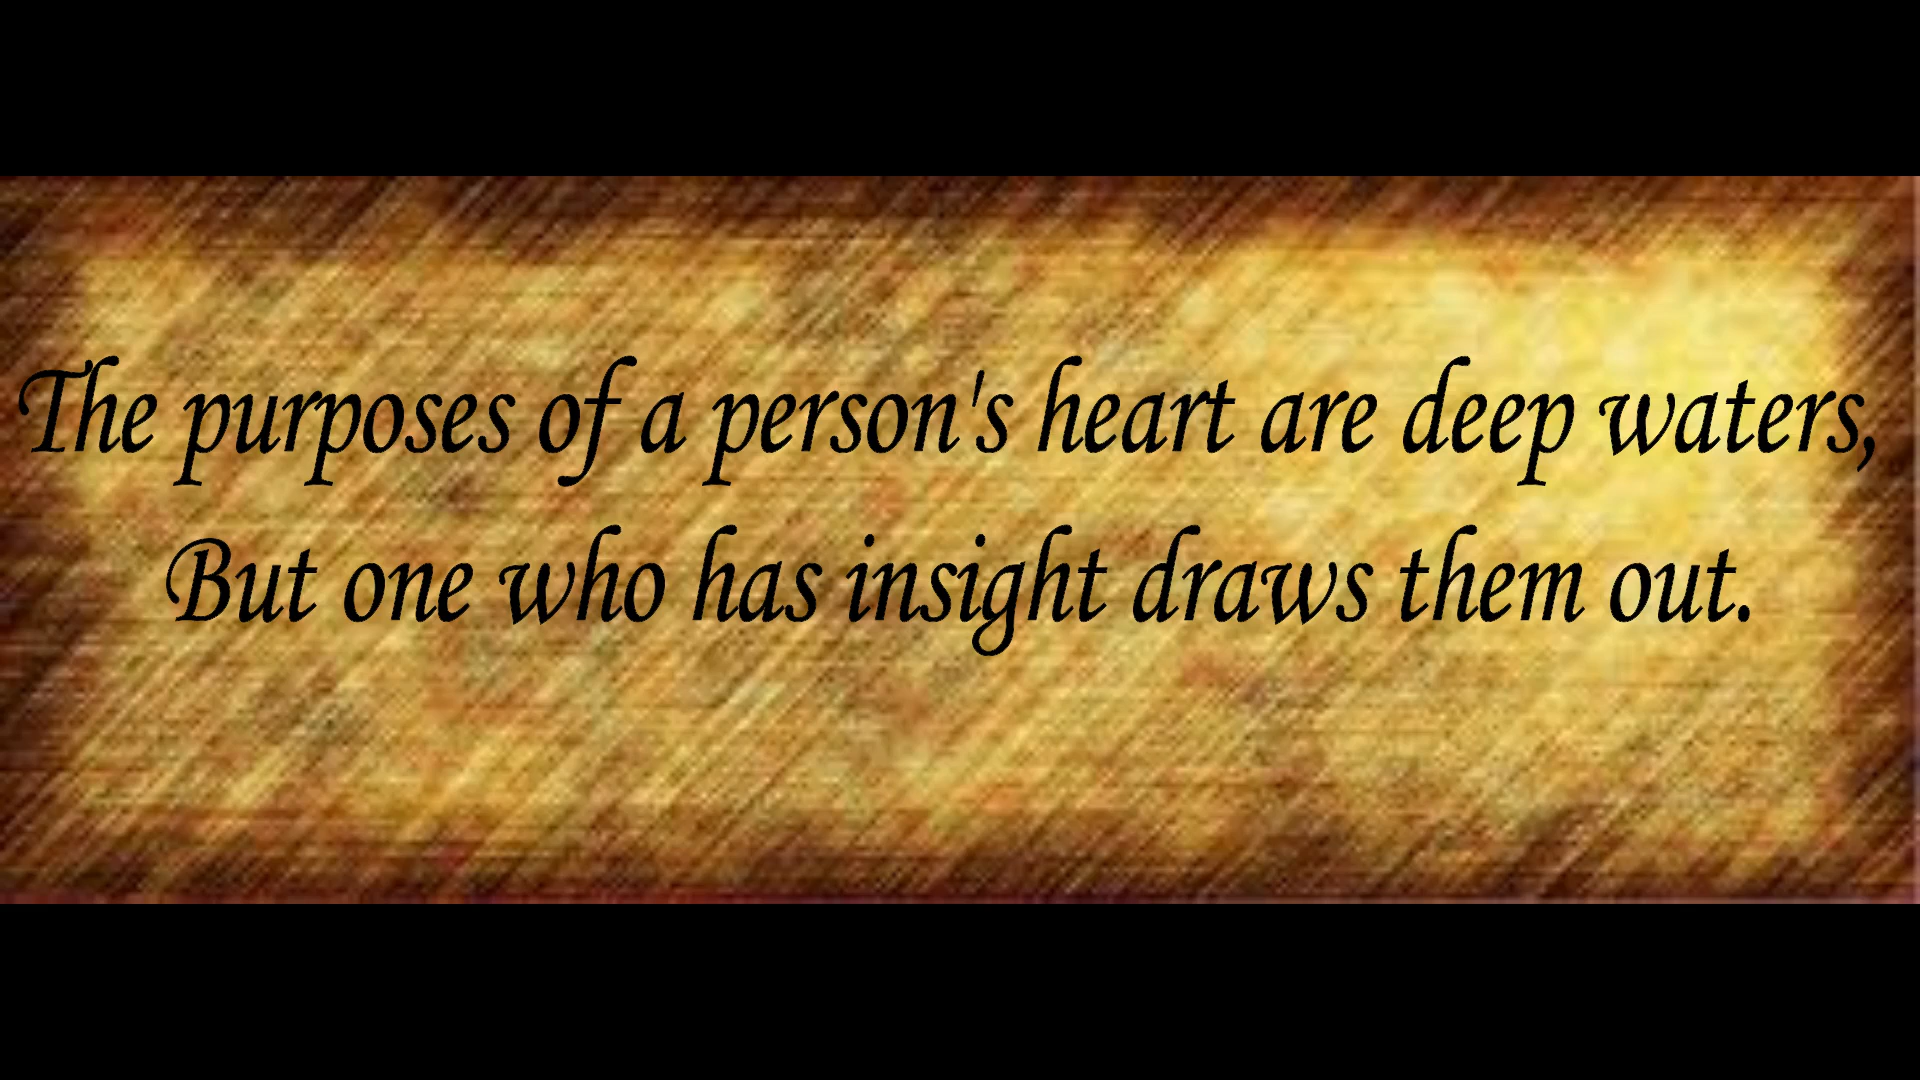 The purposes of a person's heart are deep waters,
But one who has insight draws them out.